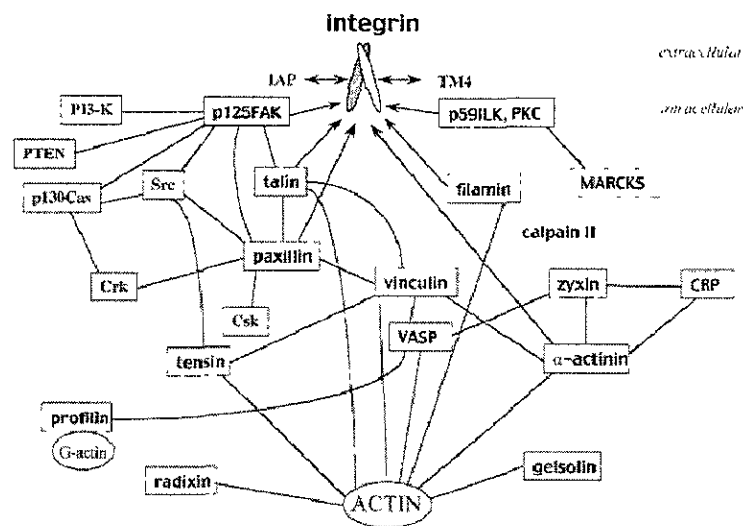 integrin
extracellular
IAP
TM4
intracellular
PI3-K
p125FAK
p59ILK, PKC
PTEN
Src
talin
filamin
MARCKS
p130Cas
calpain II
paxillin
Crk
vinculin
zyxin
CRP
Csk
VASP
tensin
α-actinin
profilin
G-actin
gelsolin
radixin
ACTIN